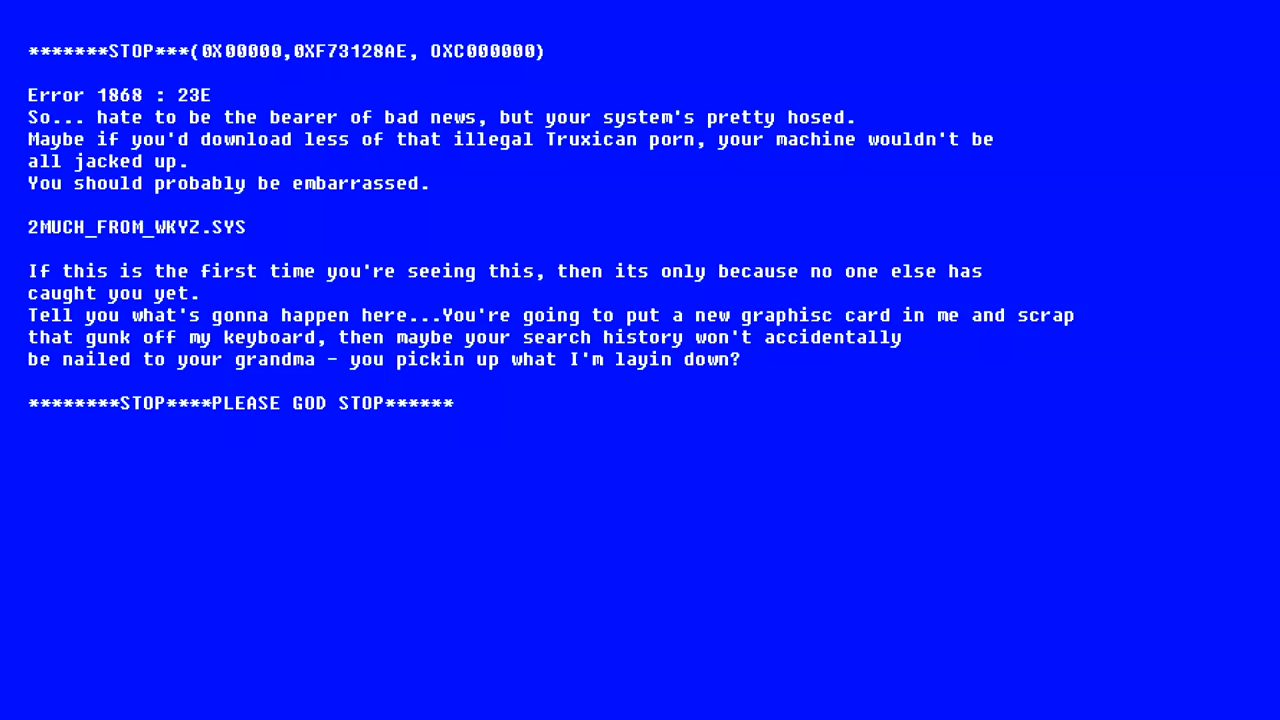 *******STOP***(0X00000,0XF73128AE, OXC000000)
Error 1868 : 23E
So... hate to be the bearer of bad news, but your system's pretty hosed.
Maybe if you'd download less of that illegal Truxican porn, your machine wouldn't be
all jacked up.
You should probably be embarrassed.
2MUCH_FROM_WKYZ.SYS
If this is the first time you're seeing this, then its only because no one else has
caught you yet.
Tell you what's gonna happen here...You're going to put a new graphisc card in me and scrap
that gunk off my keyboard, then maybe your search history won't accidentally
be nailed to your grandma - you pickin up what I'm layin down?
********STOP****PLEASE GOD STOP******